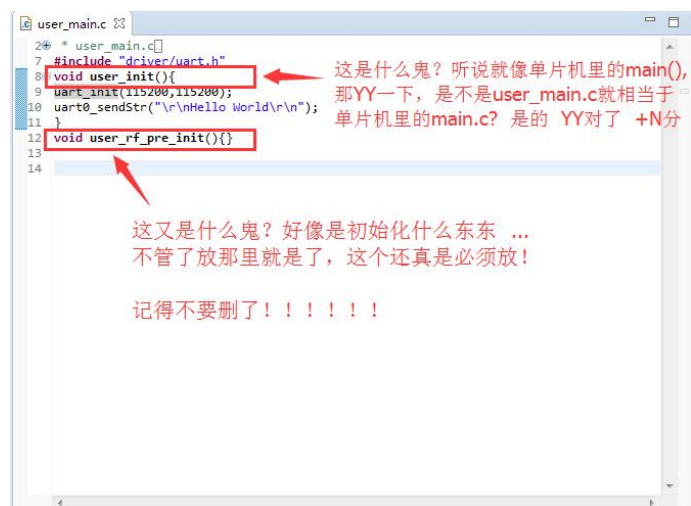 user_main.c
2 * user_main.c
7 #include "driver/uart.h"
8 void user_init(){
9 uart_init(115200,115200);
10 uart0_sendStr("\r\nHello World\r\n");
11 }
12 void user_rf_pre_init(){}
13
14
这是什么鬼？听说就像单片机里的main(),
那YY一下，是不是user_main.c就相当于
单片机里的main.c? 是的 YY对了 +N分
这又是什么鬼？好像是初始化什么东东 ...
不管了放那里就是了，这个还真是必须放！
记得不要删了！！！！！！